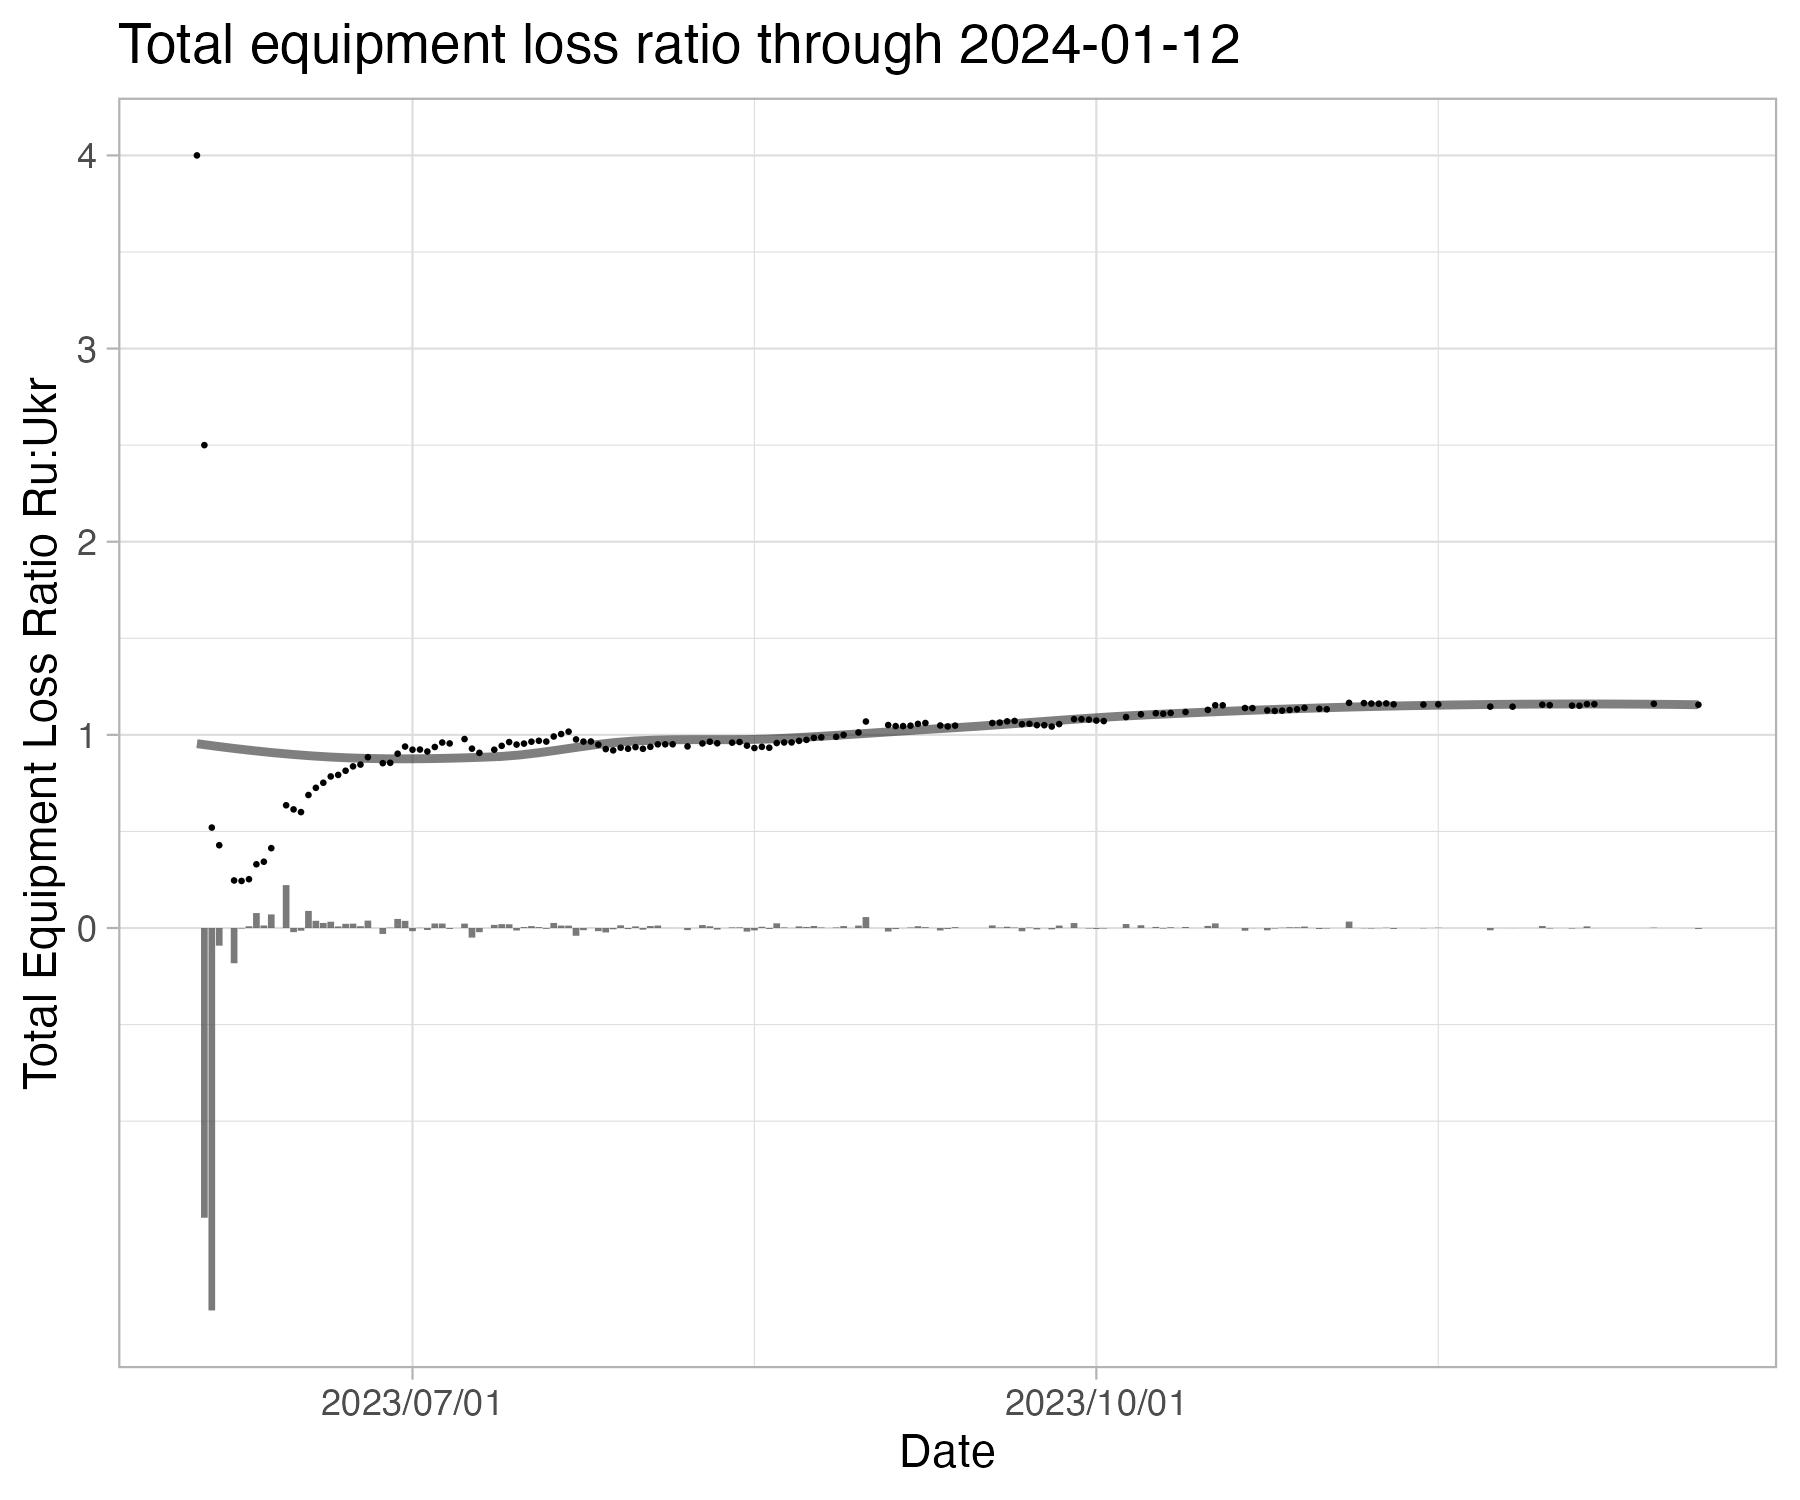 Total equipment loss ratio through 2024-01-12
Total Equipment Loss Ratio Ru:Ukr
4
3
2
1
0
2023/07/01
2023/10/01
Date